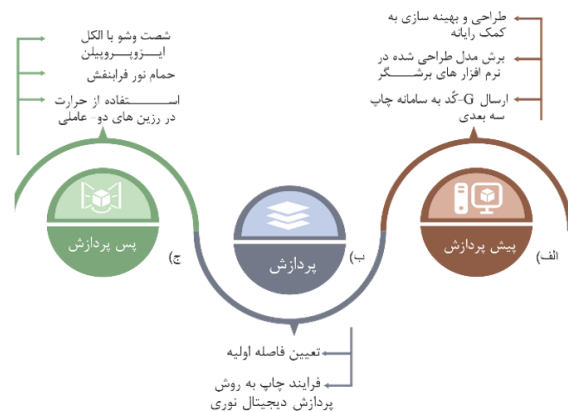 طراحی و بهینه سازی به
کمک رایانه
برش مدل طراحی شده در
نرم افزار های برشگر
ارسال G-کُد به سامانه چاپ
سه بعدی
پیش پردازش
الف)
پردازش
ب)
تعیین فاصله اولیه
فرایند چاپ به روش
پردازش دیجیتال نوری
شصت وشو با الکل
ایزوپروپیلن
حمام نور فرابنفش
استفاده از حرارت
در رزین های دو- عاملی
پس پردازش
ج)